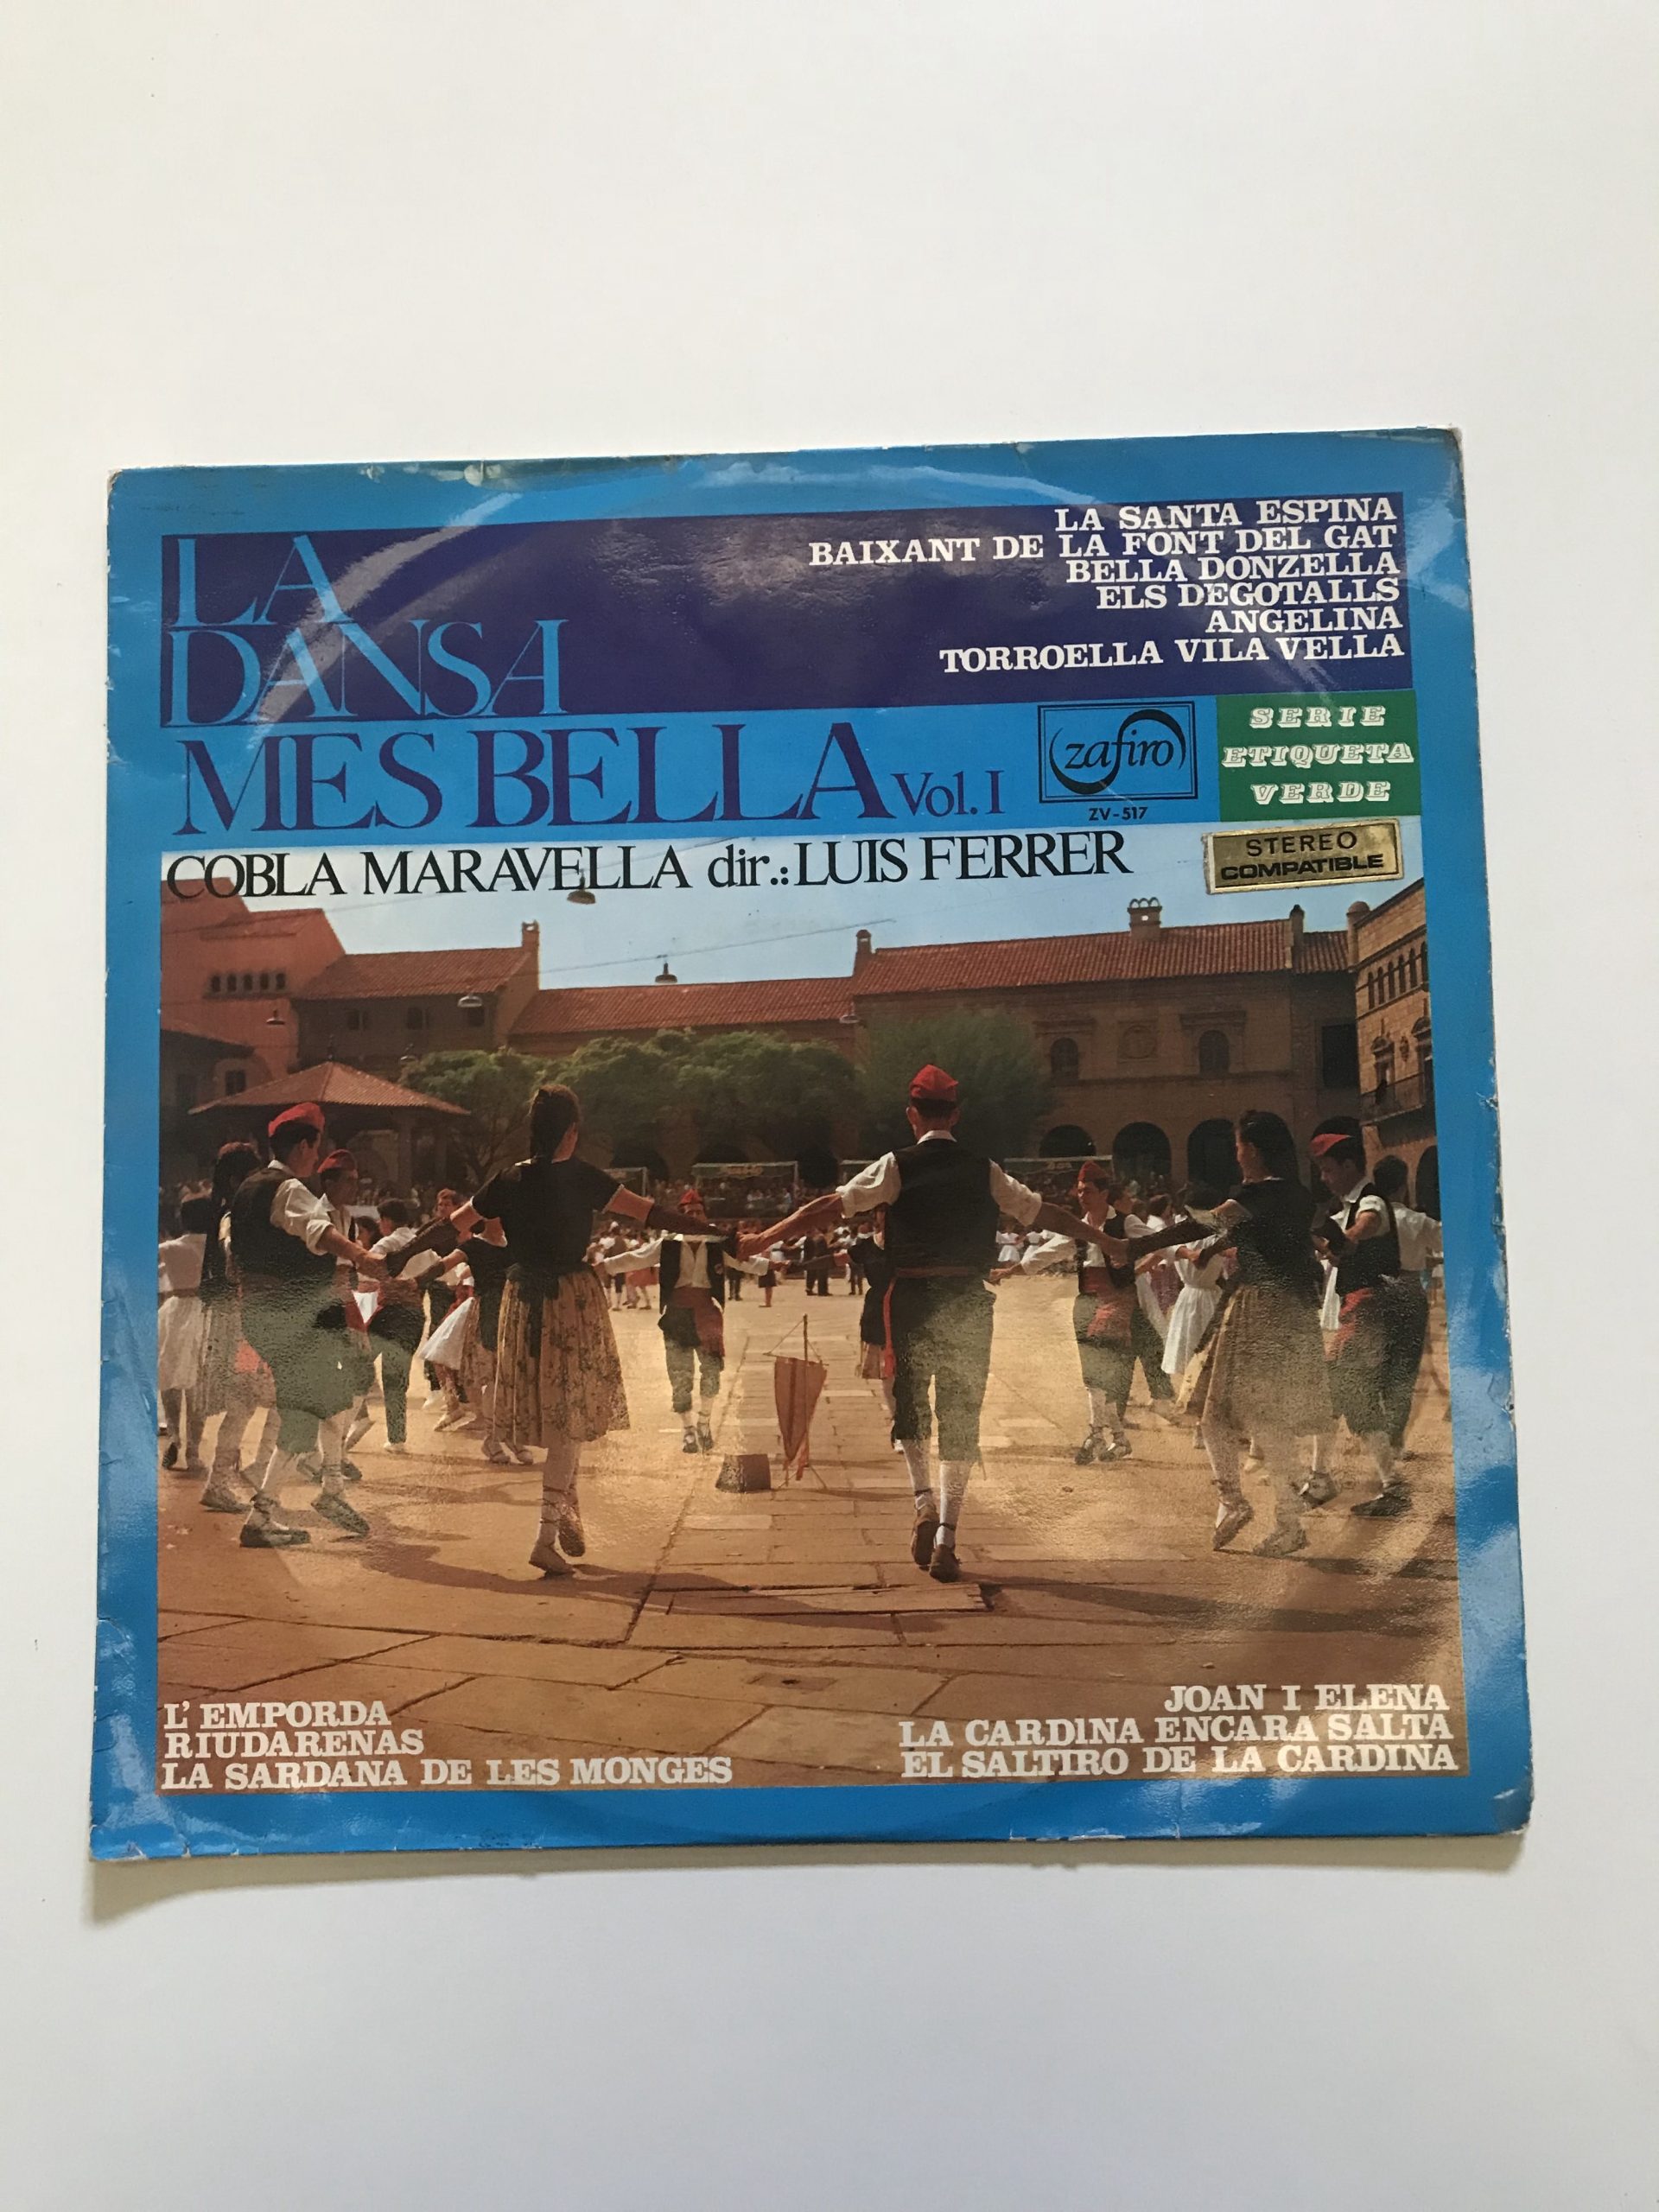 LA
DANSA
MES BELLA Vol. I
LA SANTA ESPINA
BAIXANT DE LA FONT DEL GAT
BELLA DONZELLA
ELS DEGOTALLS
ANGELINA
TORROELLA VILA VELLA
zafiro
ZV-517
SERIE
ETIQUETA
VERDE
COBLA MARAVELLA dir.: LUIS FERRER
STEREO
COMPATIBLE
L' EMPORDA
RIUDARENAS
LA SARDANA DE LES MONGES
JOAN I ELENA
LA CARDINA ENCARA SALTA
EL SALTIRO DE LA CARDINA